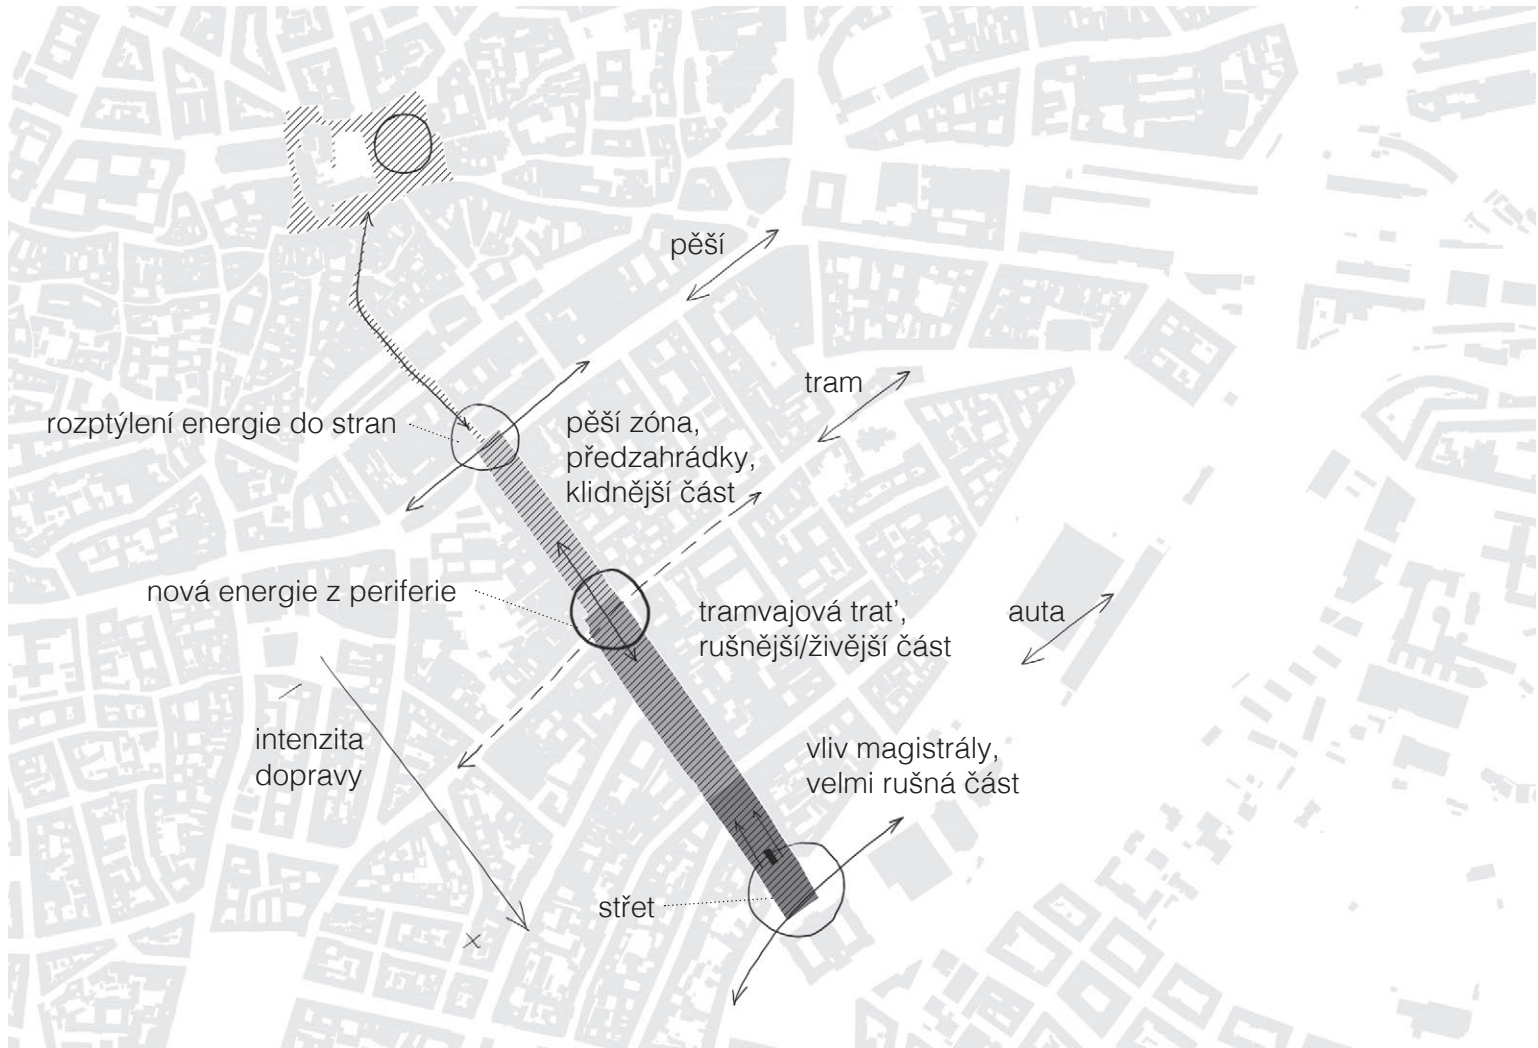 pěší
tram
rozptýlení energie do stran
pěší zóna,
předzahrádky,
klidnější část
nová energie z periferie
tramvajová trať,
rušnější/živější část
auta
intenzita
dopravy
vliv magistrály,
velmi rušná část
střet